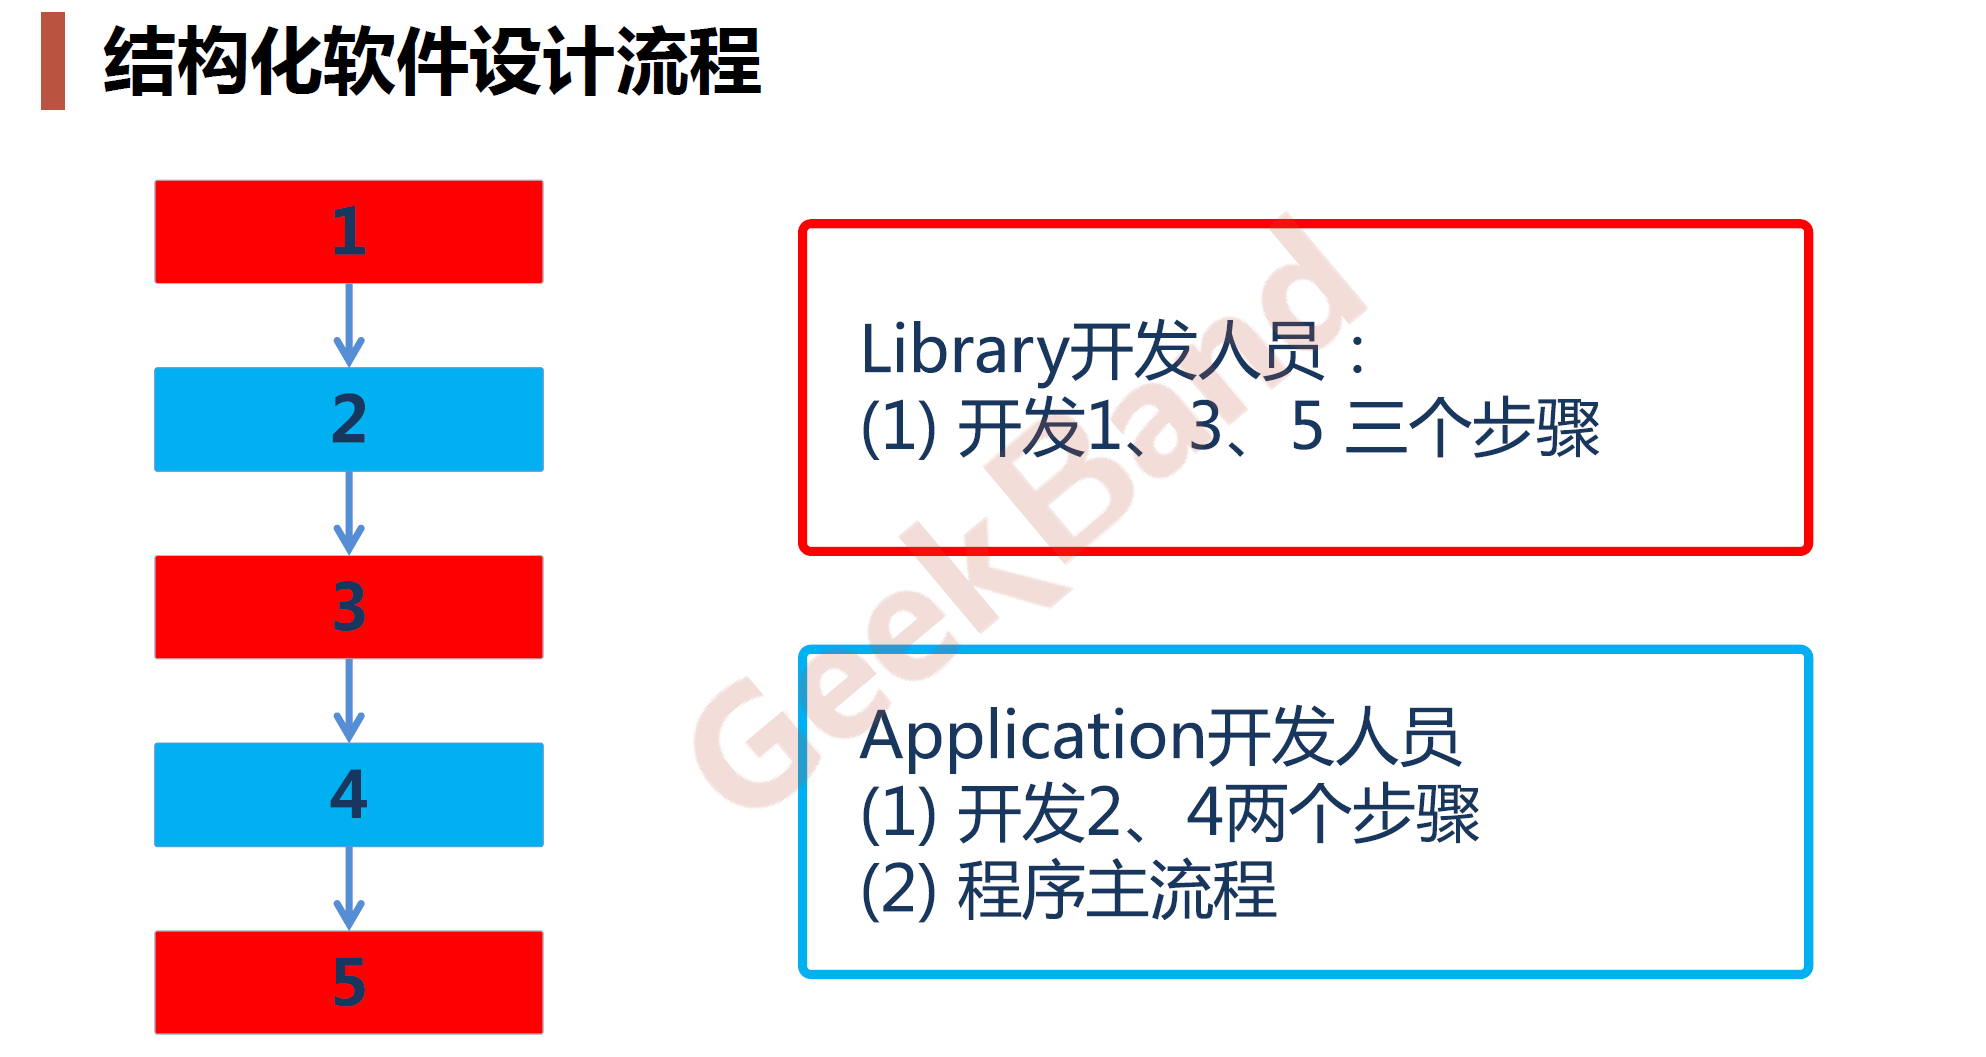 结构化软件设计流程
1
2
3
4
5
Library开发人员：
(1) 开发1、3、5 三个步骤
Application开发人员
(1) 开发2、4两个步骤
(2) 程序主流程
GeekBand